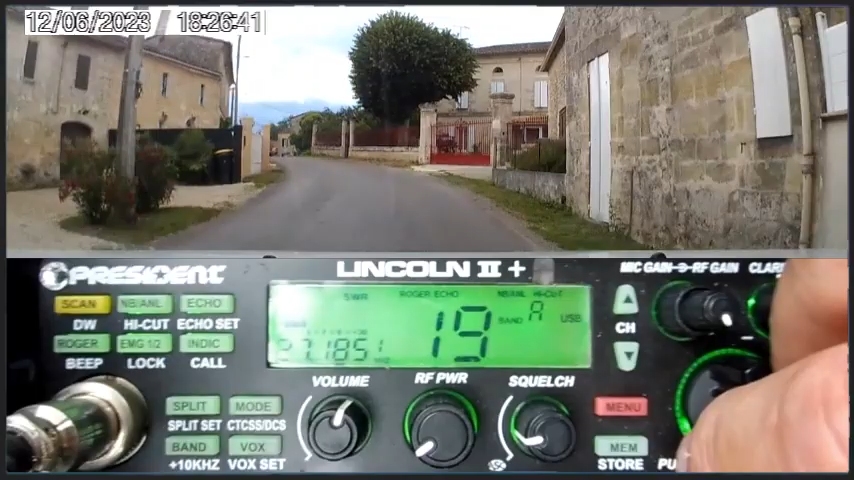 12/06/2023 18:26:41
PRESIDENT LINCOLN II +
MIC GAIN RF GAIN CLARI
SCAN NB/ANL ECHO
DW HI-CUT ECHO SET
ROGER EMG 1/2 INDIC
BEEP LOCK CALL
SWR ROGER ECHO NB/ANL HI-CUT
19 BAND A USB
27.1851
CH
VOLUME RF PWR SQUELCH
SPLIT MODE
SPLIT SET CTCSS/DCS
BAND VOX
+10KHz VOX SET
MENU
MEM
STORE PU